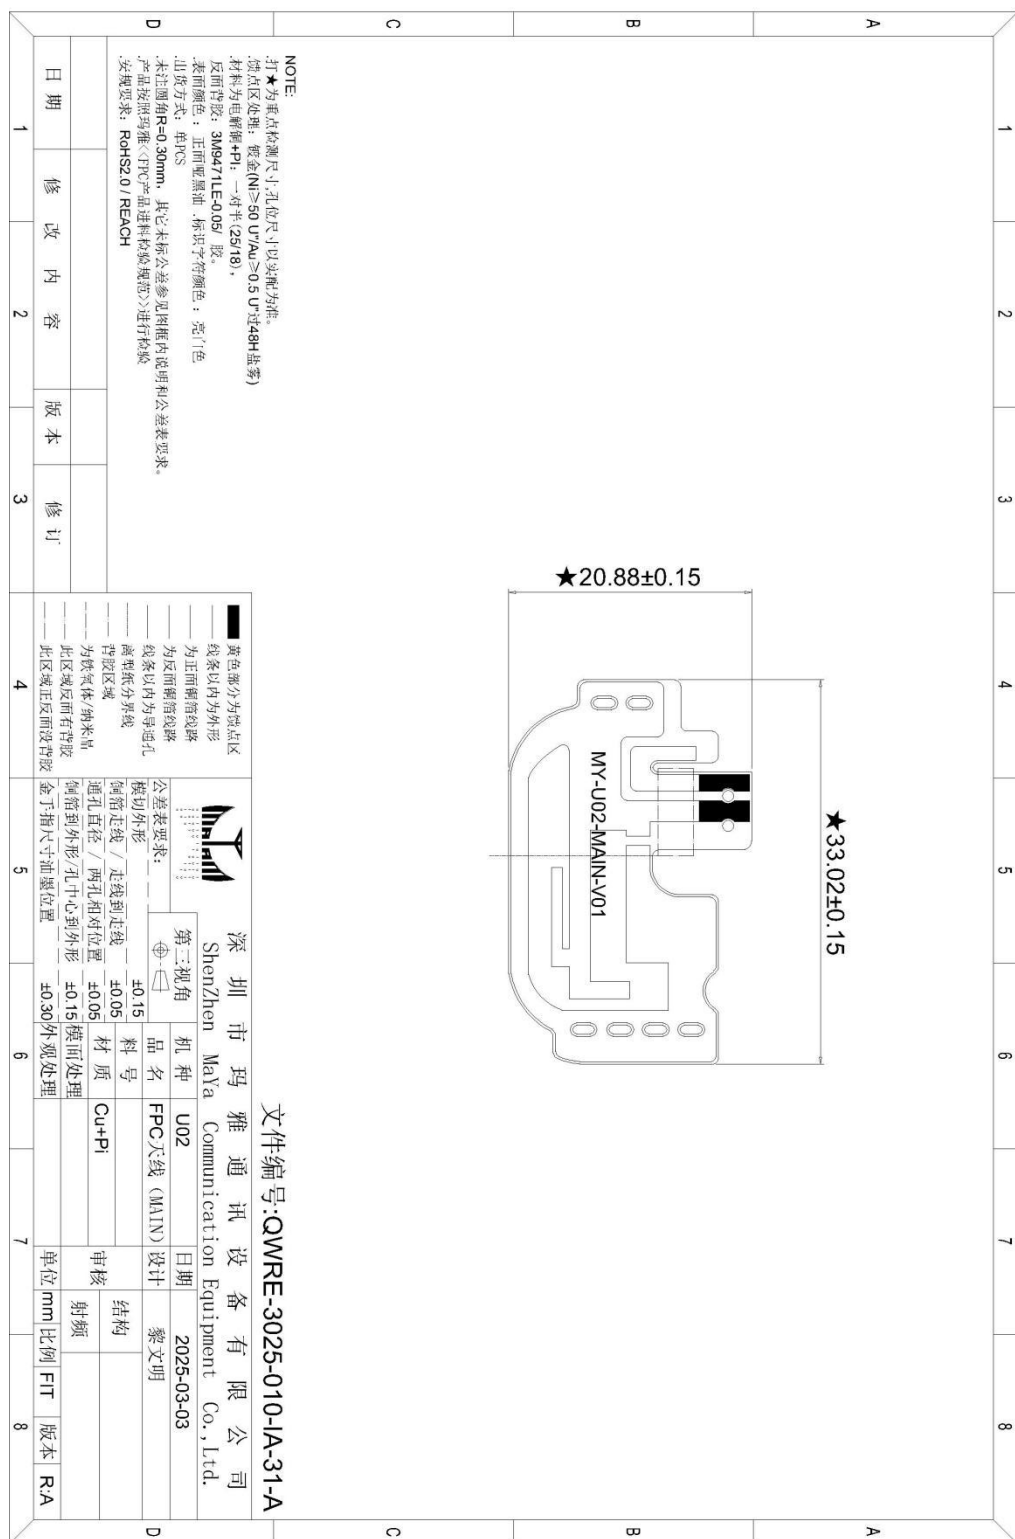 1 2 3 4 5 6 7 8
A
B
C
D
★33.02±0.15
★20.88±0.15
MY-U02-MAIN-V01
NOTE:
.打★为重点检测尺寸,孔位尺寸以实配为准。
.馈点区处理：镀金(Ni≥50 U"/Au≥0.5 U"过48H盐雾)
.材料为电解铜+PI：一对半(25/18)，
反面背胶：3M9471LE-0.05/ 胶。
.表面颜色：正面哑黑油 .标识字符颜色：亮白色
.出货方式：单PCS
.未注圆角R=0.30mm，其它未标公差参见图框内说明和公差表要求。
.产品按照玛雅<<FPC产品进料检验规范>>进行检验
.安规要求：RoHS2.0 / REACH
日期 修改内容 版本 修订
黄色部分为馈点区
线条以内为外形
为正面铜箔线路
为反面铜箔线路
线条以内为导通孔
离型纸分界线
背胶区域
为铁氧体/纳米晶
此区域反面有背胶
此区域正反面没背胶
文件编号:QWRE-3025-010-IA-31-A
深圳市玛雅通讯设备有限公司
ShenZhen MaYa Communication Equipment Co.,Ltd.
公差表要求：
模切外形 ±0.15
铜箔走线 / 走线到走线 ±0.05
通孔直径 / 两孔相对位置 ±0.05
铜箔到外形/孔中心到外形 ±0.15
金手指尺寸油墨位置 ±0.30
第三视角
机种 U02 日期 2025-03-03
品名 FPC天线（MAIN） 设计 黎文明
料号
材质 Cu+Pi 审核 结构
射频
模面处理
外观处理 单位 mm 比例 FIT 版本 R:A
1 2 3 4 5 6 7 8
A
B
C
D